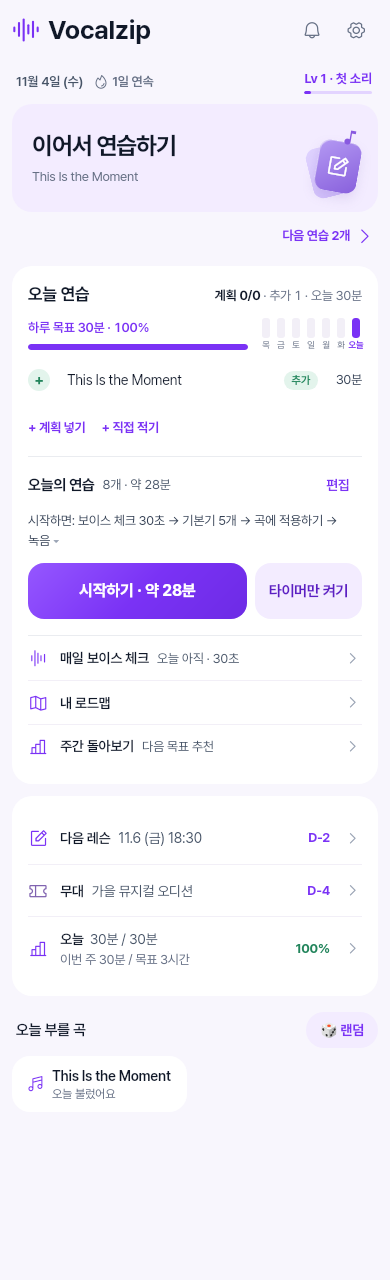 Vocalzip
11월 4일 (수) 1일 연속 Lv 1 · 첫 소리
이어서 연습하기
This Is the Moment
다음 연습 2개
오늘 연습 계획 0/0 · 추가 1 · 오늘 30분
하루 목표 30분 · 100%
목 금 토 일 월 화 오늘
+ This Is the Moment 추가 30분
+ 계획 넣기 + 직접 적기
오늘의 연습 8개 · 약 28분 편집
시작하면: 보이스 체크 30초 → 기본기 5개 → 곡에 적용하기 →
녹음
시작하기 · 약 28분 타이머만 켜기
매일 보이스 체크 오늘 아직 · 30초
내 로드맵
주간 돌아보기 다음 목표 추천
다음 레슨 11.6 (금) 18:30 D-2
무대 가을 뮤지컬 오디션 D-4
오늘 30분 / 30분 100%
이번 주 30분 / 목표 3시간
오늘 부를 곡 🎲 랜덤
This Is the Moment
오늘 불렀어요